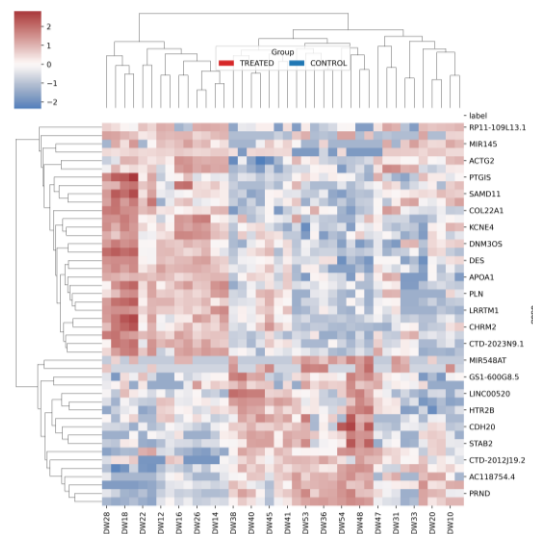 2
1
0
−1
−2
Group
TREATED CONTROL
label
RP11-109L13.1
MIR145
ACTG2
PTGIS
SAMD11
COL22A1
KCNE4
DNM3OS
DES
APOA1
PLN
LRRTM1
CHRM2
CTD-2023N9.1
MIR548AT
GS1-600G8.5
LINC00520
HTR2B
CDH20
STAB2
CTD-2012J19.2
AC118754.4
PRND
DW28
DW18
DW22
DW12
DW16
DW26
DW14
DW38
DW40
DW45
DW41
DW53
DW36
DW54
DW48
DW47
DW31
DW33
DW20
DW10